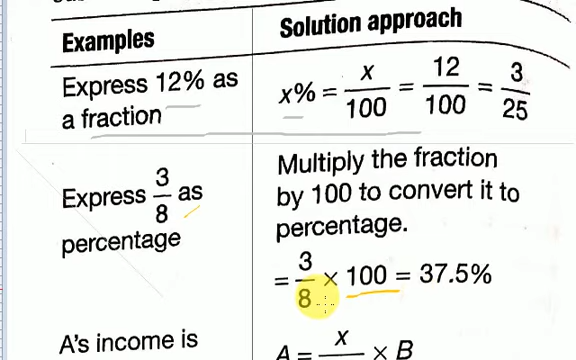 Examples
Solution approach
Express 12% as
a fraction
x% = x/100 = 12/100 = 3/25
Express 3/8 as
percentage
Multiply the fraction
by 100 to convert it to
percentage.
= 3/8 × 100 = 37.5%
A's income is
A = x/ × B